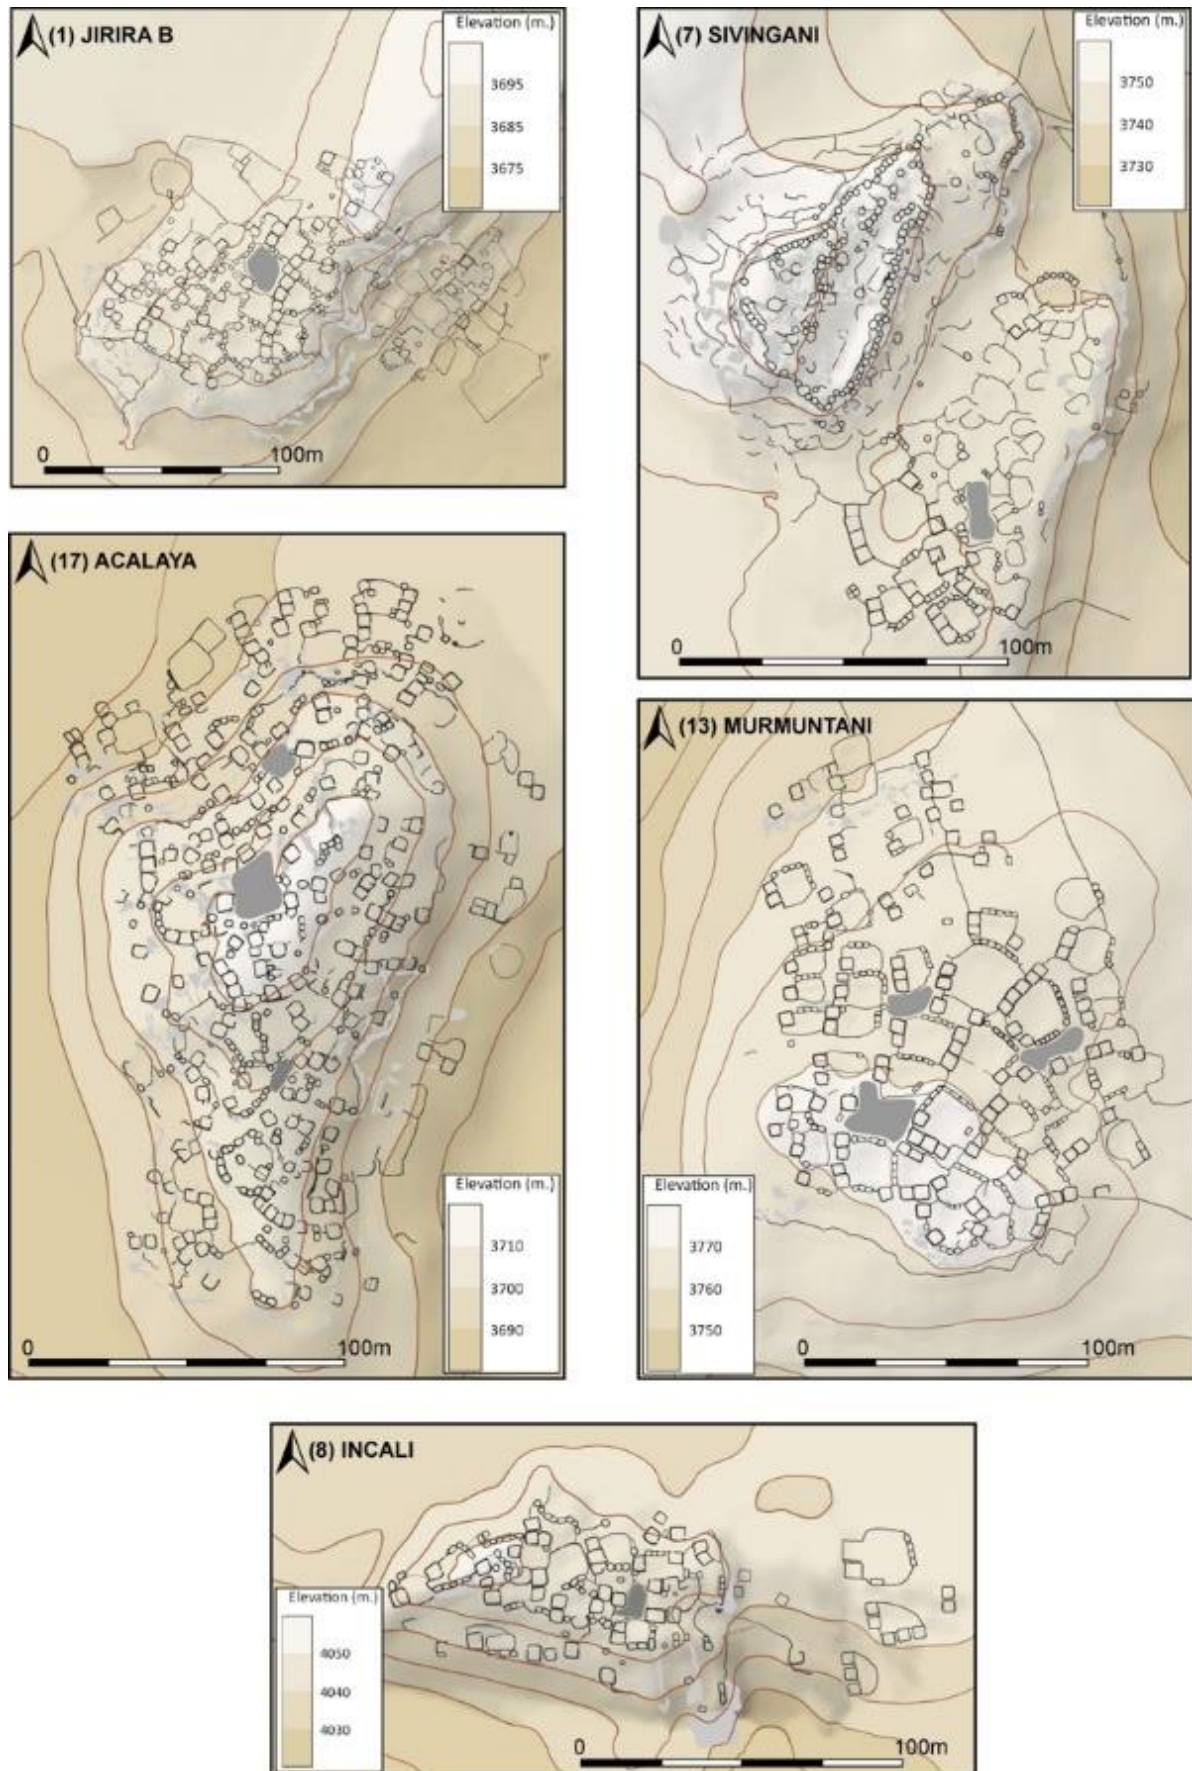 (1) JIRIRA B
Elevation (m.)
3695
3685
3675
0 100m
(7) SIVINGANI
Elevation (m.)
3750
3740
3730
0 100m
(17) ACALAYA
Elevation (m.)
3710
3700
3690
0 100m
(13) MURMUNTANI
Elevation (m.)
3770
3760
3750
0 100m
(8) INCALI
Elevation (m.)
4050
4040
4030
0 100m